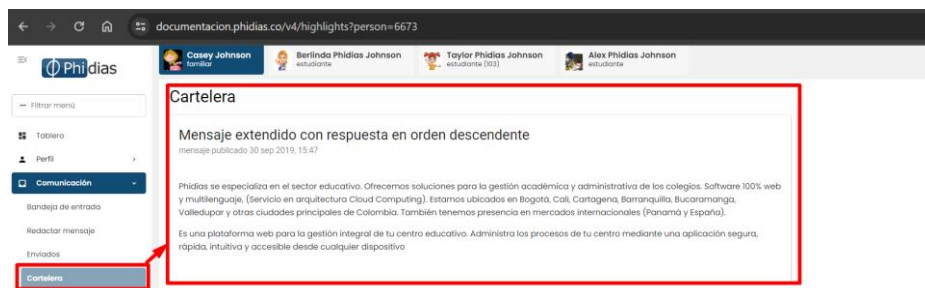 documentacion.phidias.co/v4/highlights?person=6673
Phidias
Casey Johnson
familiar
Berlinda Phidias Johnson
estudiante
Taylor Phidias Johnson
estudiante (103)
Alex Phidias Johnson
estudiante
Filtrar menú
Tablero
Perfil
Comunicación
Bandeja de entrada
Redactar mensaje
Enviados
Cartelera
Cartelera
Mensaje extendido con respuesta en orden descendente
mensaje publicado 30 sep 2019, 15:47
Phidias se especializa en el sector educativo. Ofrecemos soluciones para la gestión académica y administrativa de los colegios. Software 100% web
y multilenguaje, (Servicio en arquitectura Cloud Computing). Estamos ubicados en Bogotá, Cali, Cartagena, Barranquilla, Bucaramanga,
Valledupar y otras ciudades principales de Colombia. También tenemos presencia en mercados internacionales (Panamá y España).
Es una plataforma web para la gestión integral de tu centro educativo. Administra los procesos de tu centro mediante una aplicación segura,
rápida, intuitiva y accesible desde cualquier dispositivo